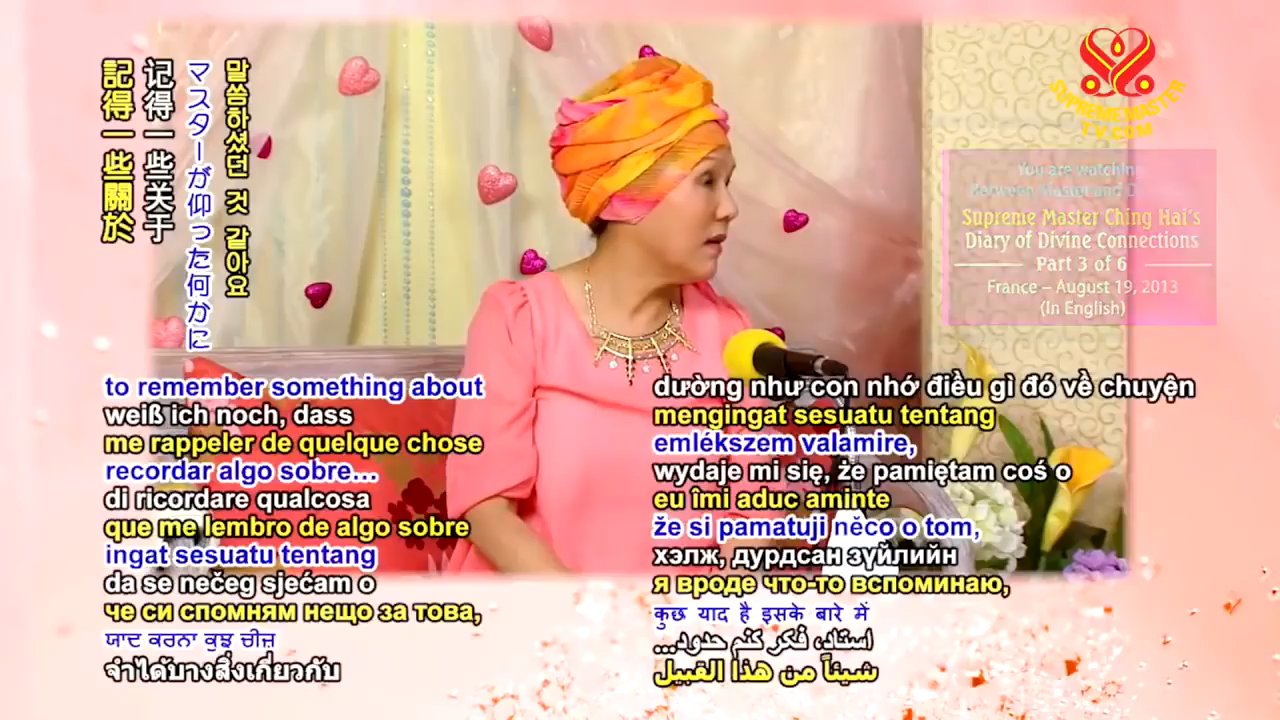 記得一些關於
记得一些关于
マスターが仰った何かに
말씀하셨던 것 같아요
SUPREME MASTER
TV.COM
You are watching
Between Master and
Supreme Master Ching Hai's
Diary of Divine Connections
Part 3 of 6
France – August 19, 2013
(In English)
to remember something about
weiß ich noch, dass
me rappeler de quelque chose
recordar algo sobre...
di ricordare qualcosa
que me lembro de algo sobre
ingat sesuatu tentang
da se nečeg sjećam o
че си спомням нещо за това,
ਯਾਦ ਕਰਨਾ ਕੁਝ ਚੀਜ਼
จำได้บางสิ่งเกี่ยวกับ
dường như con nhớ điều gì đó về chuyện
mengingat sesuatu tentang
emlékszem valamire,
wydaje mi się, że pamiętam coś o
eu îmi aduc aminte
že si pamatuji něco o tom,
хэлж, дурдсан зүйлийн
я вроде что-то вспоминаю,
कुछ याद है इसके बारे में
استاد، فکر کنم حدود...
شيئاً من هذا القبيل